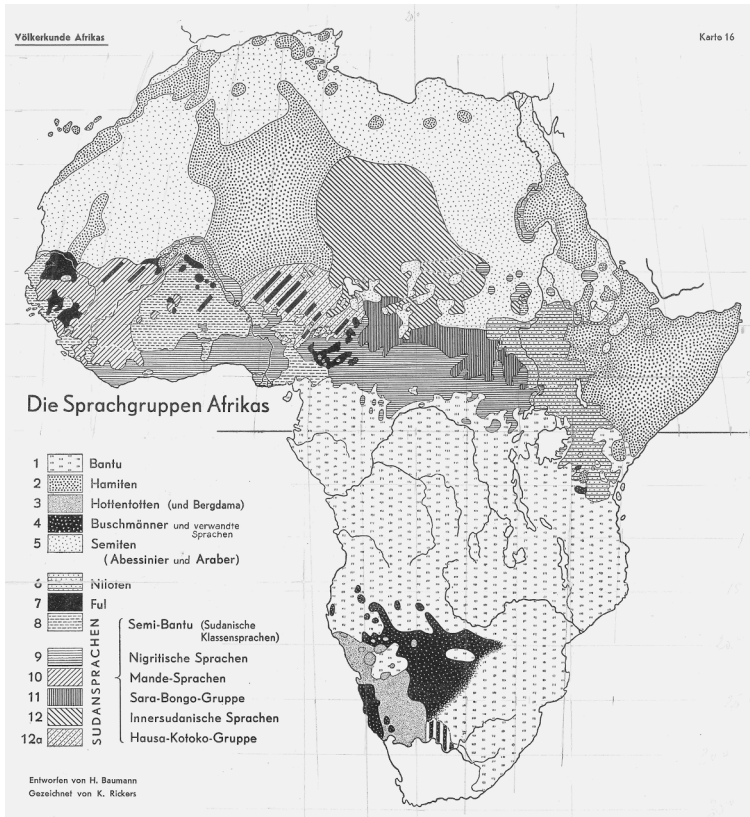 Völkerkunde Afrikas
Karte 16
Die Sprachgruppen Afrikas
1 Bantu
2 Hamiten
3 Hottentotten (und Bergdama)
4 Buschmänner und verwandte
Sprachen
5 Semiten
(Abessinier und Araber)
6 Niloten
7 Ful
SUDANSPRACHEN
8 Semi-Bantu (Sudanische
Klassensprachen)
9 Nigritische Sprachen
10 Mande-Sprachen
11 Sara-Bongo-Gruppe
12 Innersudanische Sprachen
12a Hausa-Kotoko-Gruppe
Entworfen von H. Baumann
Gezeichnet von K. Rickers